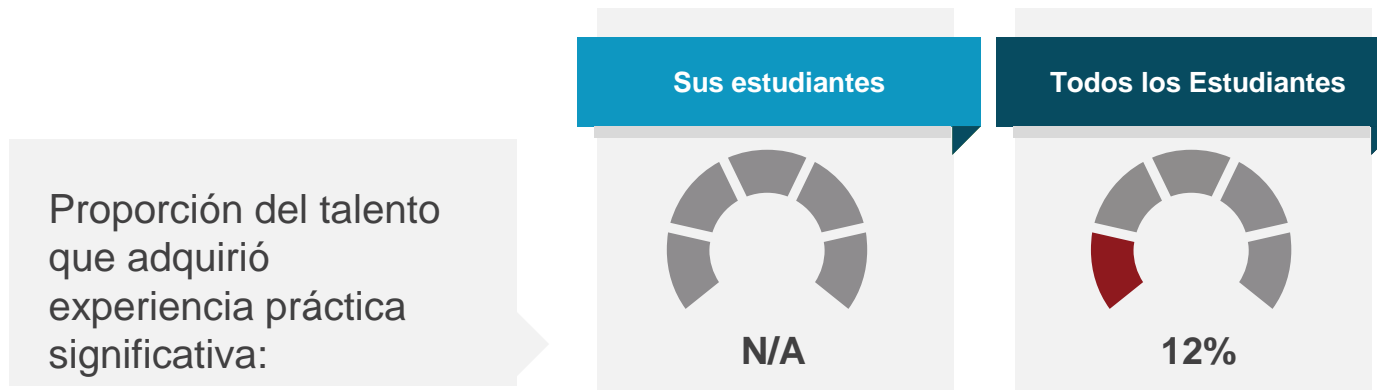 Sus estudiantes
Todos los Estudiantes
Proporción del talento
que adquirió
experiencia práctica
significativa:
N/A
12%